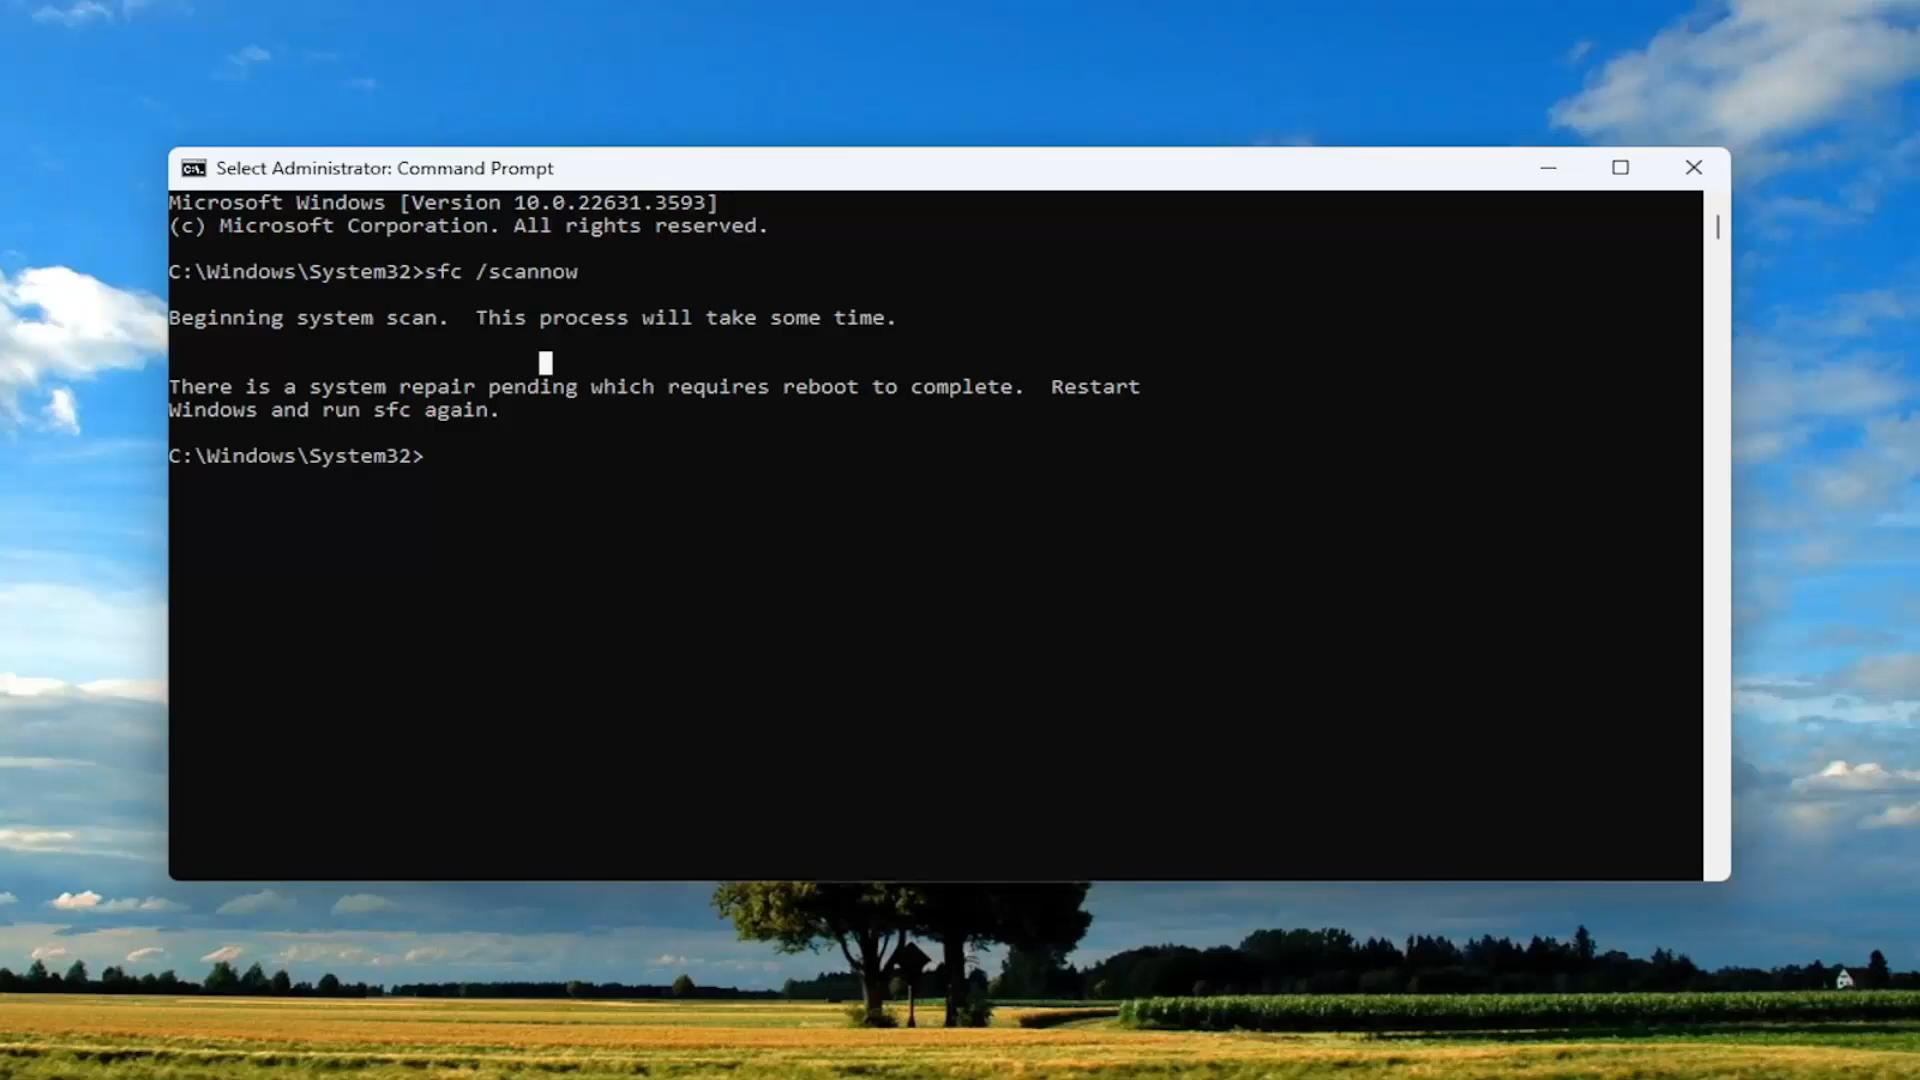 Select Administrator: Command Prompt
Microsoft Windows [Version 10.0.22631.3593]
(c) Microsoft Corporation. All rights reserved.
C:\Windows\System32>sfc /scannow
Beginning system scan.  This process will take some time.
There is a system repair pending which requires reboot to complete.  Restart
Windows and run sfc again.
C:\Windows\System32>